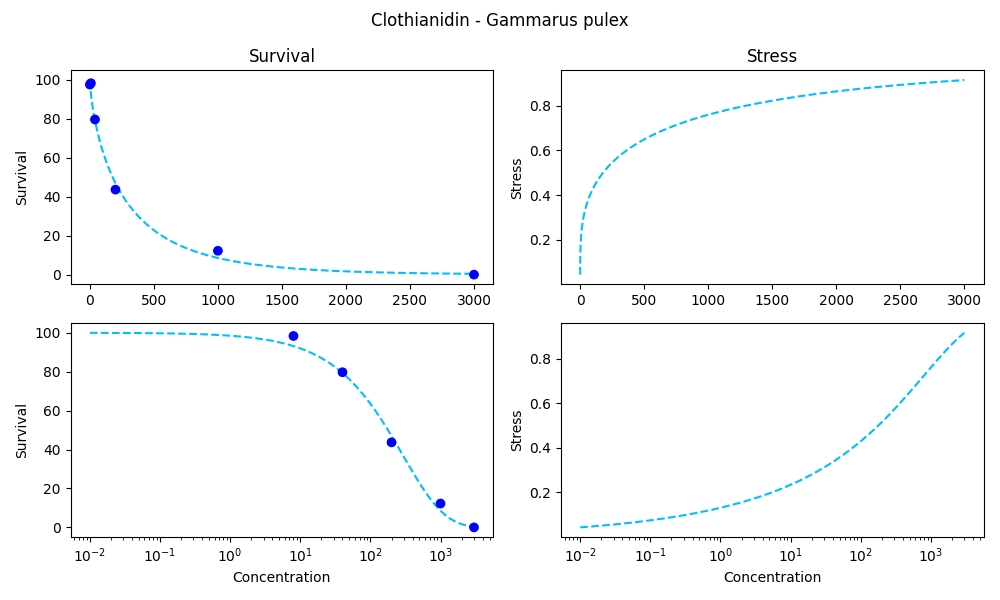 Clothianidin - Gammarus pulex
Survival
Stress
Survival
100
80
60
40
20
0
0 500 1000 1500 2000 2500 3000
Stress
0.8
0.6
0.4
0.2
0 500 1000 1500 2000 2500 3000
Survival
100
80
60
40
20
0
10⁻² 10⁻¹ 10⁰ 10¹ 10² 10³
Concentration
Stress
0.8
0.6
0.4
0.2
10⁻² 10⁻¹ 10⁰ 10¹ 10² 10³
Concentration